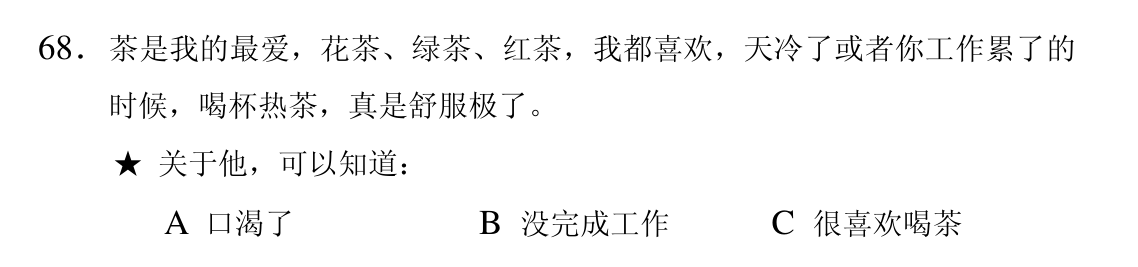 68．茶是我的最爱，花茶、绿茶、红茶，我都喜欢，天冷了或者你工作累了的
时候，喝杯热茶，真是舒服极了。
★ 关于他，可以知道：
A 口渴了 B 没完成工作 C 很喜欢喝茶